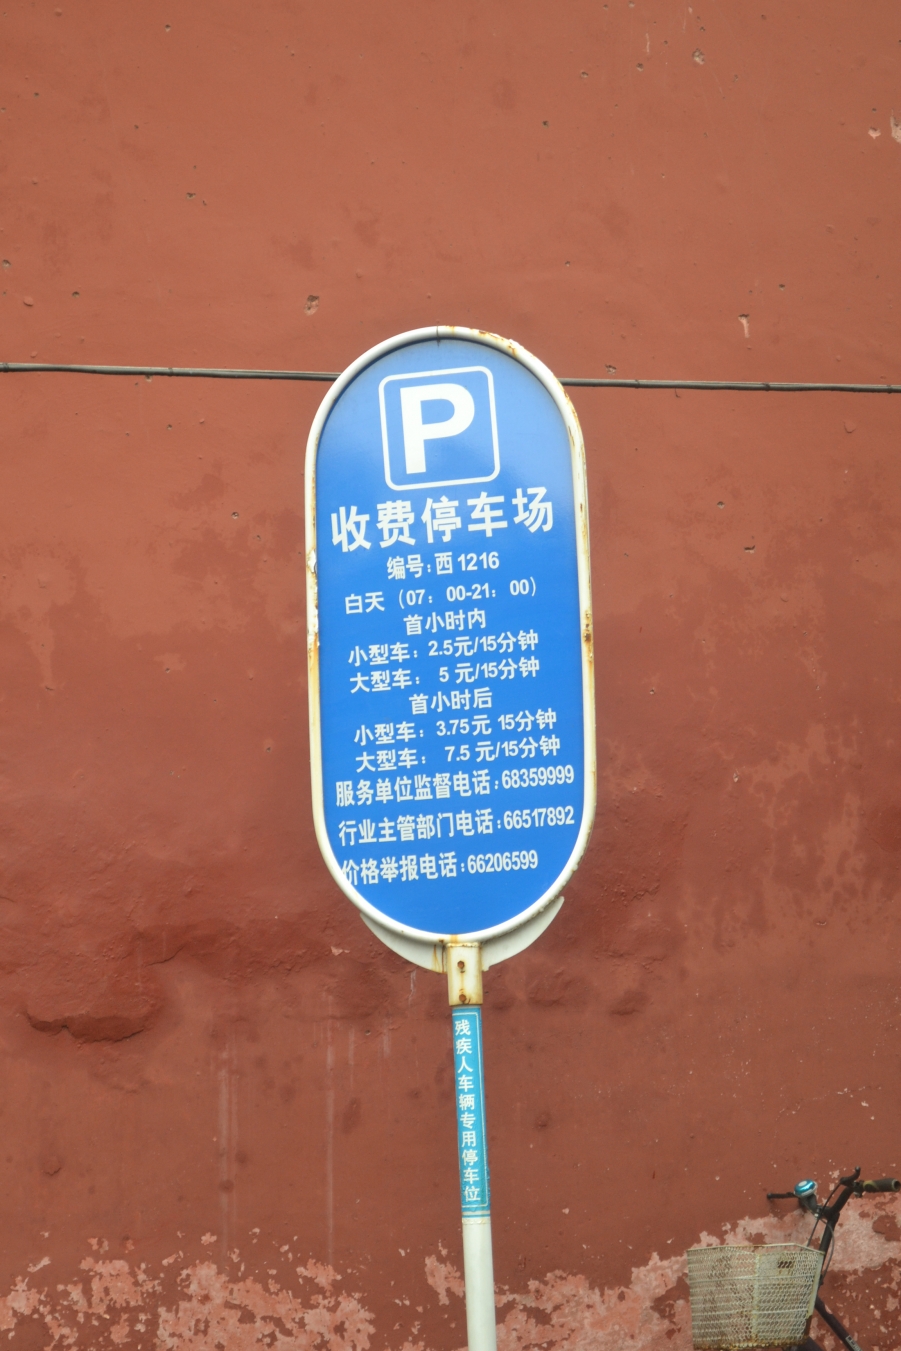 P
收费停车场
编号:西1216
白天（07：00-21：00）
首小时内
小型车：2.5元/15分钟
大型车：5元/15分钟
首小时后
小型车：3.75元 15分钟
大型车：7.5元/15分钟
服务单位监督电话:68359999
行业主管部门电话:66517892
价格举报电话:66206599
残疾人车辆专用停车位